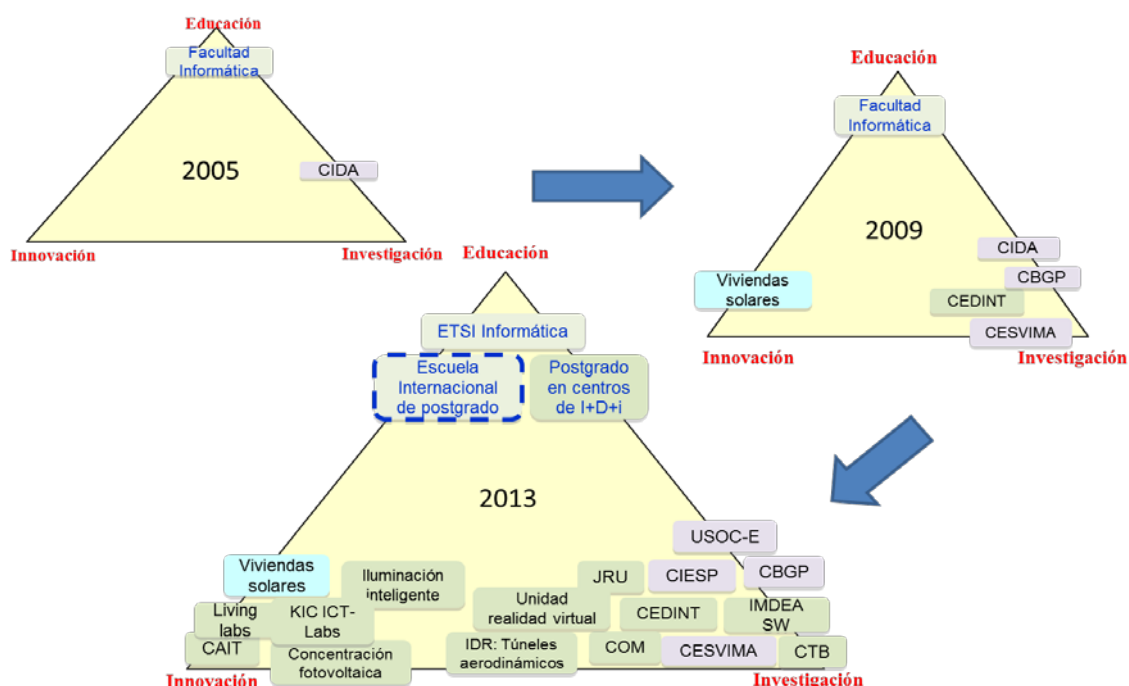 Educación
Facultad
Informática
2005
CIDA
Innovación
Investigación
Educación
Facultad
Informática
2009
CIDA
CBGP
Viviendas
solares
CEDINT
CESVIMA
Innovación
Investigación
Educación
ETSI Informática
Escuela
Internacional
de postgrado
Postgrado
en centros
de I+D+i
2013
USOC-E
Viviendas
solares
Iluminación
inteligente
JRU
CIESP
CBGP
Living
labs
KIC ICT-
Labs
Unidad
realidad virtual
CEDINT
IMDEA
SW
CAIT
Concentración
fotovoltaica
IDR: Túneles
aerodinámicos
COM
CESVIMA
CTB
Innovación
Investigación